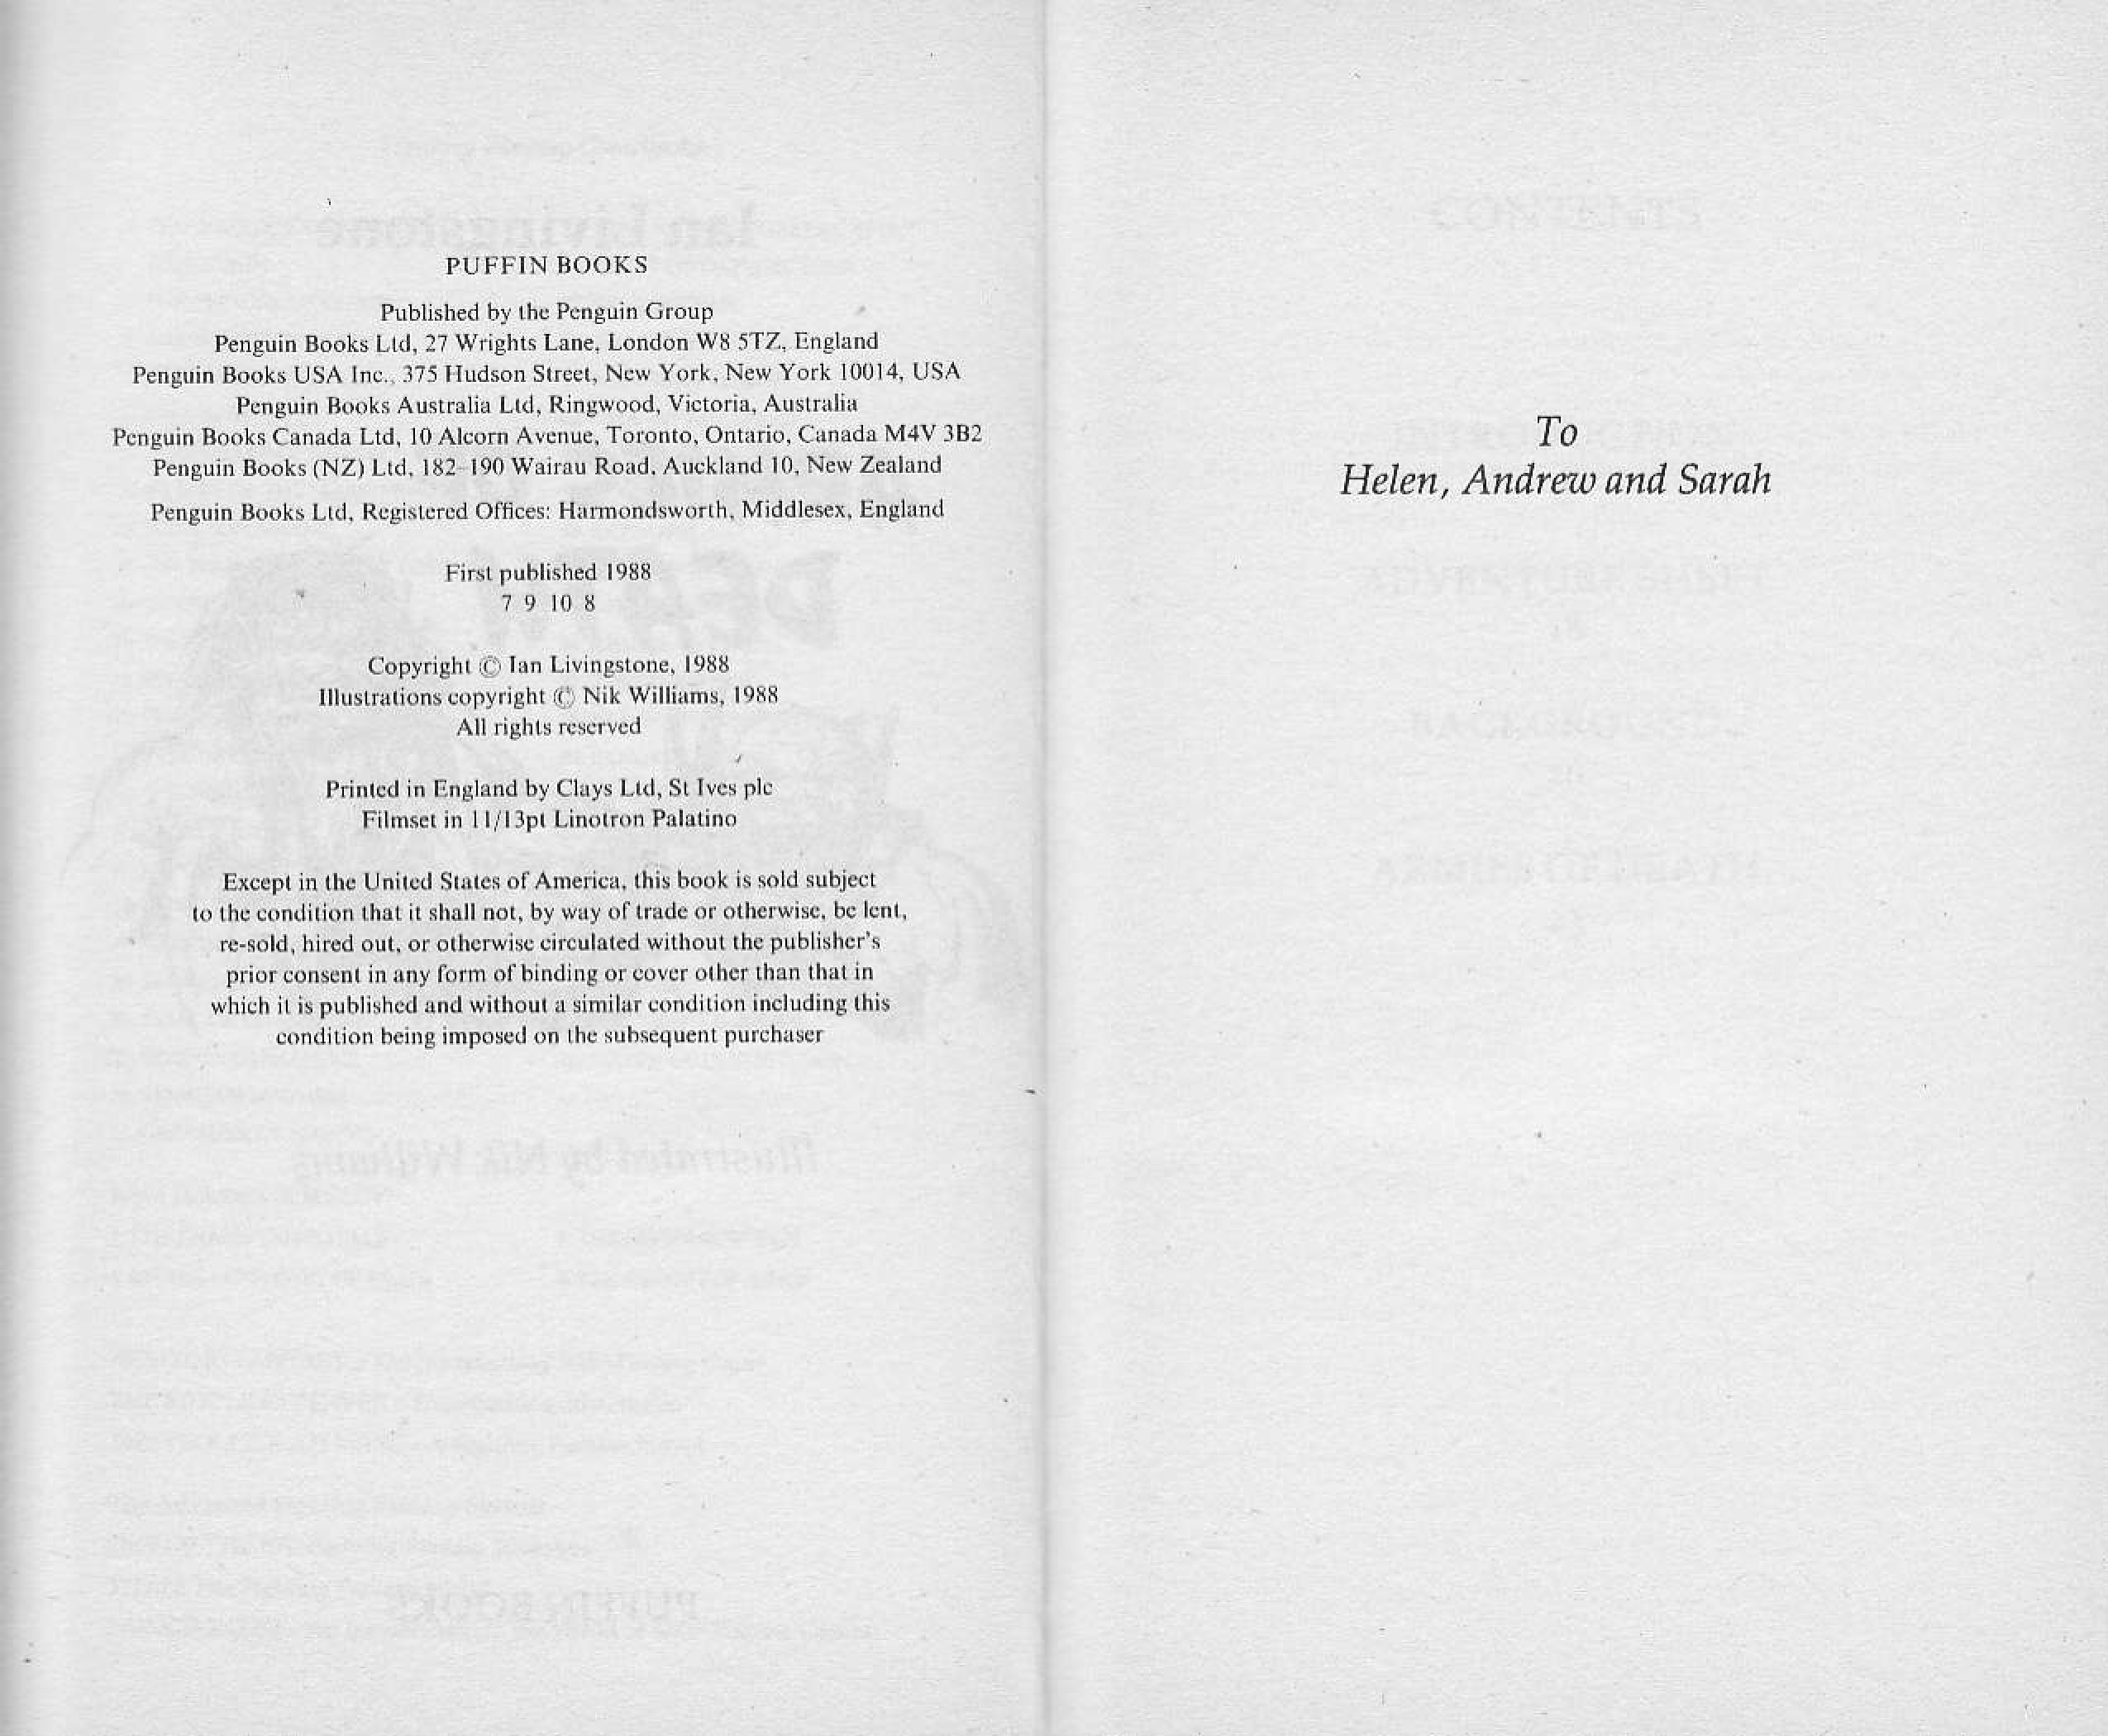 PUFFIN BOOKS
Published by the Penguin Group
Penguin Books Ltd, 27 Wrights Lane, London W8 5TZ, England
Penguin Books USA Inc., 375 Hudson Street, New York, New York 10014, USA
Penguin Books Australia Ltd, Ringwood, Victoria, Australia
Penguin Books Canada Ltd, 10 Alcorn Avenue, Toronto, Ontario, Canada M4V 3B2
Penguin Books (NZ) Ltd, 182–190 Wairau Road, Auckland 10, New Zealand
Penguin Books Ltd, Registered Offices: Harmondsworth, Middlesex, England
First published 1988
7 9 10 8
Copyright © Ian Livingstone, 1988
Illustrations copyright © Nik Williams, 1988
All rights reserved
Printed in England by Clays Ltd, St Ives plc
Filmset in 11/13pt Linotron Palatino
Except in the United States of America, this book is sold subject
to the condition that it shall not, by way of trade or otherwise, be lent,
re-sold, hired out, or otherwise circulated without the publisher's
prior consent in any form of binding or cover other than that in
which it is published and without a similar condition including this
condition being imposed on the subsequent purchaser
To
Helen, Andrew and Sarah